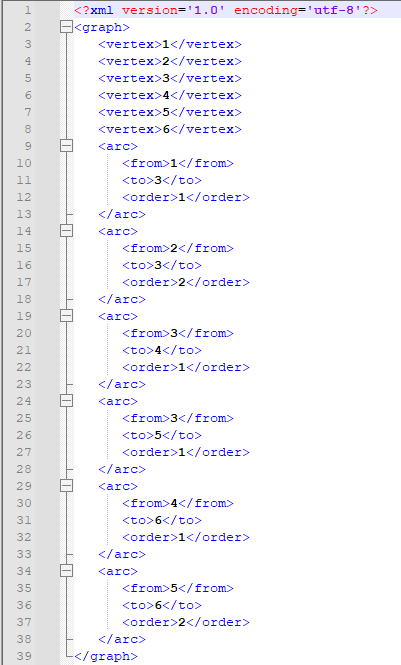 1 <?xml version='1.0' encoding='utf-8'?>
2 <graph>
3 <vertex>1</vertex>
4 <vertex>2</vertex>
5 <vertex>3</vertex>
6 <vertex>4</vertex>
7 <vertex>5</vertex>
8 <vertex>6</vertex>
9 <arc>
10 <from>1</from>
11 <to>3</to>
12 <order>1</order>
13 </arc>
14 <arc>
15 <from>2</from>
16 <to>3</to>
17 <order>2</order>
18 </arc>
19 <arc>
20 <from>3</from>
21 <to>4</to>
22 <order>1</order>
23 </arc>
24 <arc>
25 <from>3</from>
26 <to>5</to>
27 <order>1</order>
28 </arc>
29 <arc>
30 <from>4</from>
31 <to>6</to>
32 <order>1</order>
33 </arc>
34 <arc>
35 <from>5</from>
36 <to>6</to>
37 <order>2</order>
38 </arc>
39 </graph>